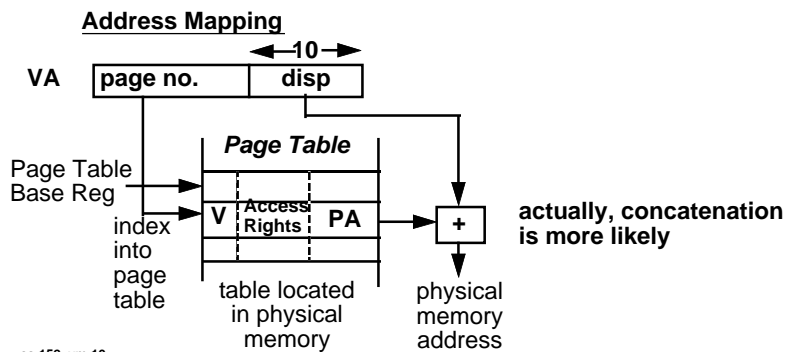 Address Mapping
10
VA page no. disp
Page Table
Page Table
Base Reg
V Access
Rights PA
+
actually, concatenation
is more likely
index
into
page
table
table located
in physical
memory
physical
memory
address